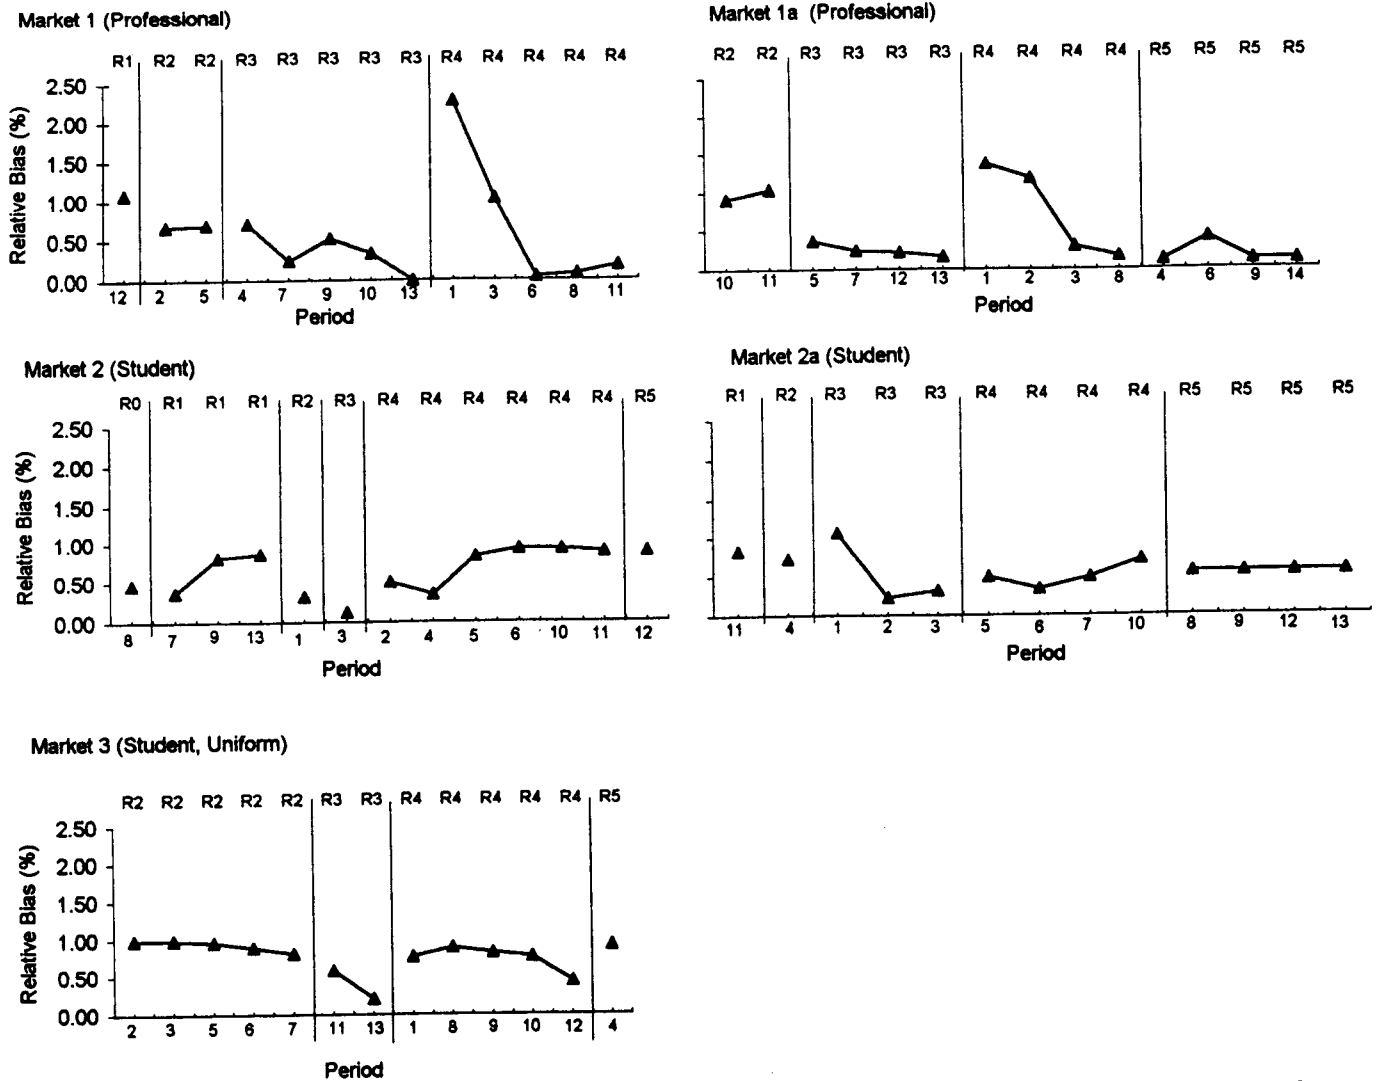 Market 1 (Professional)
R1 R2 R2 R3 R3 R3 R3 R3 R4 R4 R4 R4 R4
Relative Bias (%)
2.50
2.00
1.50
1.00
0.50
0.00
12 2 5 4 7 9 10 13 1 3 6 8 11
Period
Market 1a (Professional)
R2 R2 R3 R3 R3 R3 R4 R4 R4 R4 R5 R5 R5 R5
10 11 5 7 12 13 1 2 3 8 4 6 9 14
Period
Market 2 (Student)
R0 R1 R1 R1 R2 R3 R4 R4 R4 R4 R4 R4 R5
Relative Bias (%)
2.50
2.00
1.50
1.00
0.50
0.00
8 7 9 13 1 3 2 4 5 6 10 11 12
Period
Market 2a (Student)
R1 R2 R3 R3 R3 R4 R4 R4 R4 R5 R5 R5 R5
11 4 1 2 3 5 6 7 10 8 9 12 13
Period
Market 3 (Student, Uniform)
R2 R2 R2 R2 R2 R3 R3 R4 R4 R4 R4 R4 R5
Relative Bias (%)
2.50
2.00
1.50
1.00
0.50
0.00
2 3 5 6 7 11 13 1 8 9 10 12 4
Period